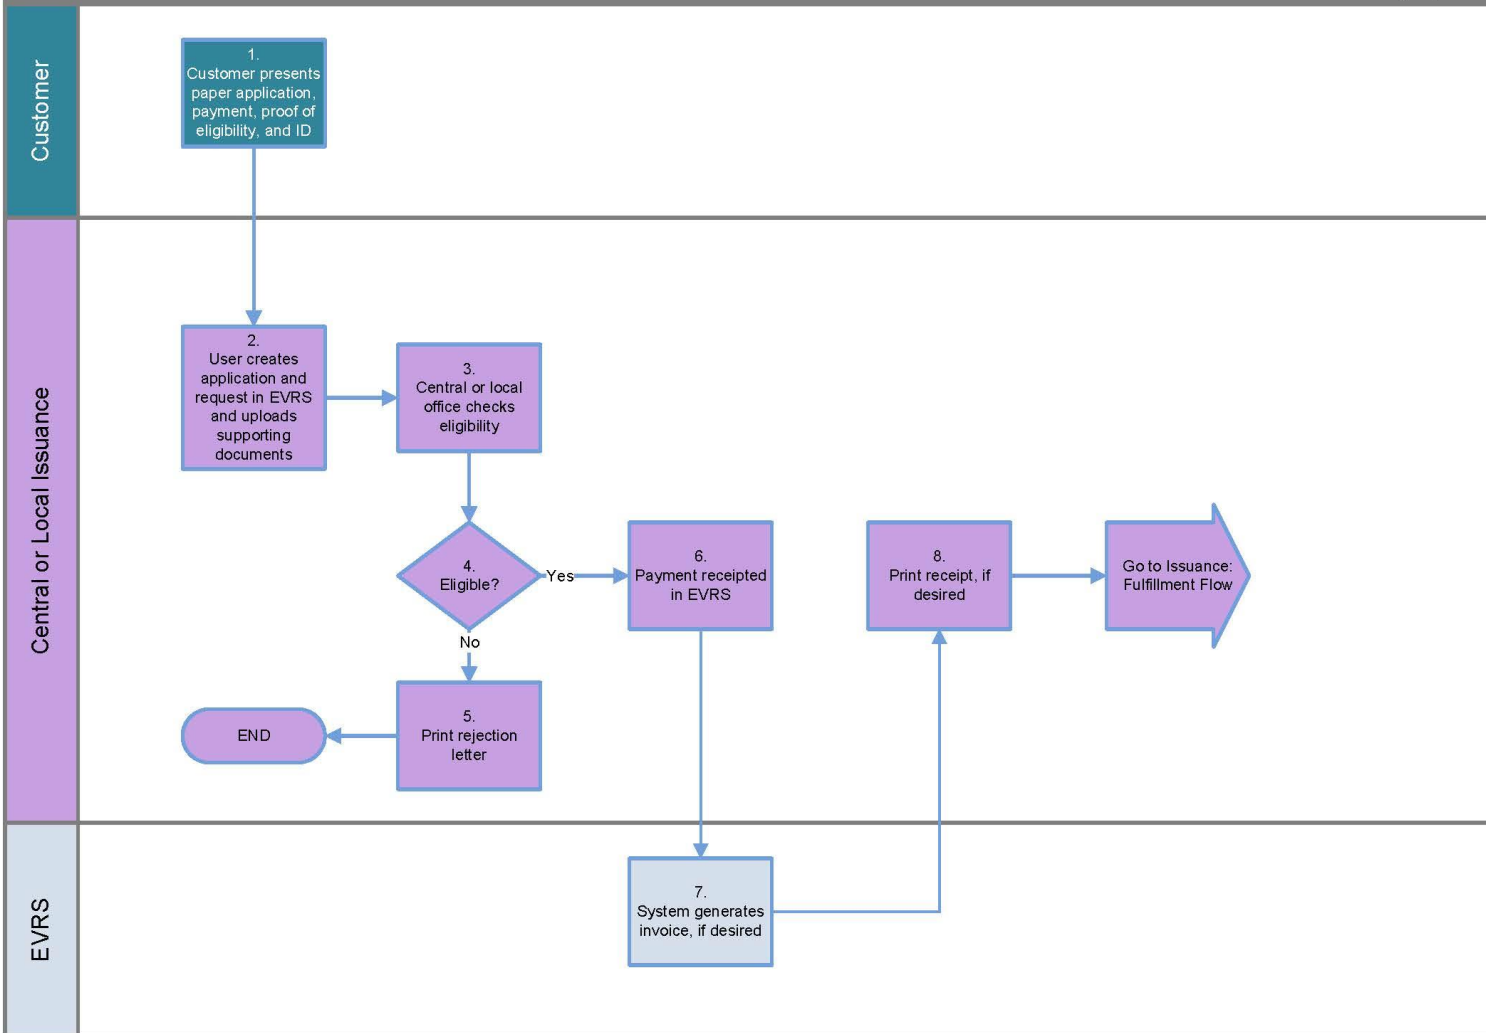 Customer
1.
Customer presents
paper application,
payment, proof of
eligibility, and ID
Central or Local Issuance
2.
User creates
application and
request in EVRS
and uploads
supporting
documents
3.
Central or local
office checks
eligibility
4.
Eligible?
Yes
No
5.
Print rejection
letter
END
6.
Payment receipted
in EVRS
8.
Print receipt, if
desired
Go to Issuance:
Fulfillment Flow
EVRS
7.
System generates
invoice, if desired